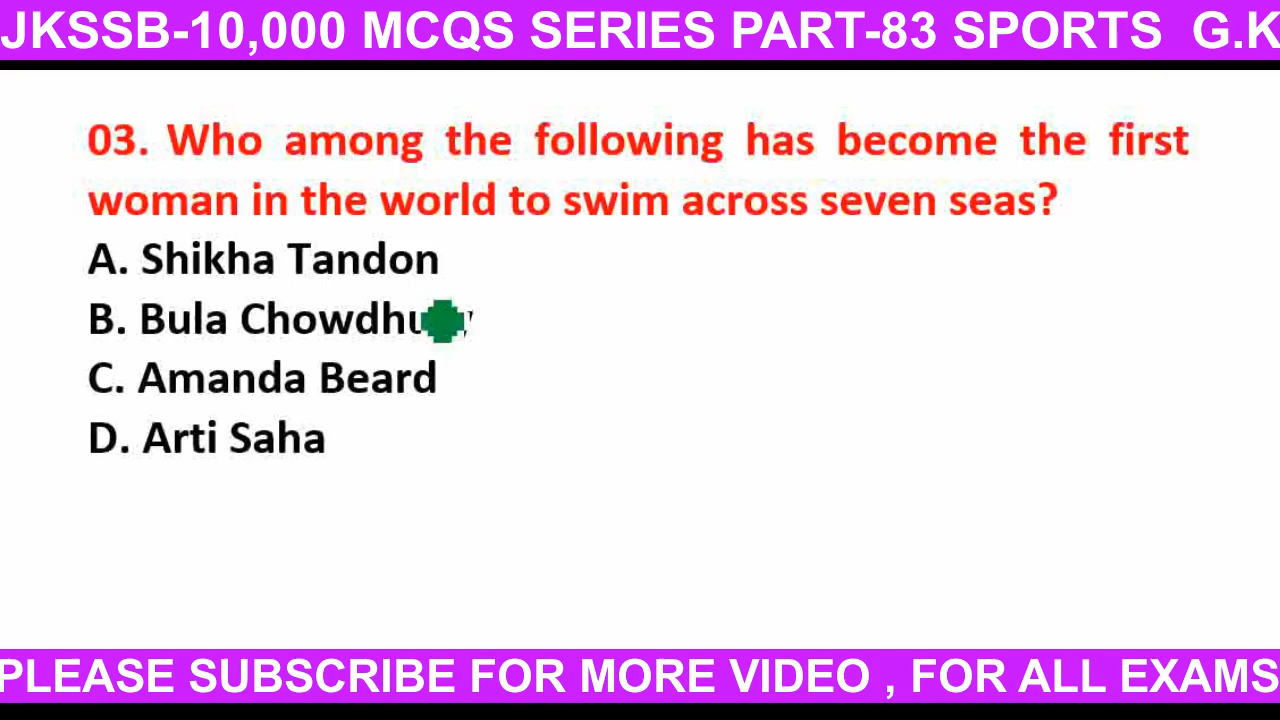 JKSSB-10,000 MCQS SERIES PART-83 SPORTS G.K
03. Who among the following has become the first
woman in the world to swim across seven seas?
A. Shikha Tandon
B. Bula
C. Amanda Beard
D. Arti Saha
PLEASE SUBSCRIBE FOR MORE VIDEO , FOR ALL EXAMS